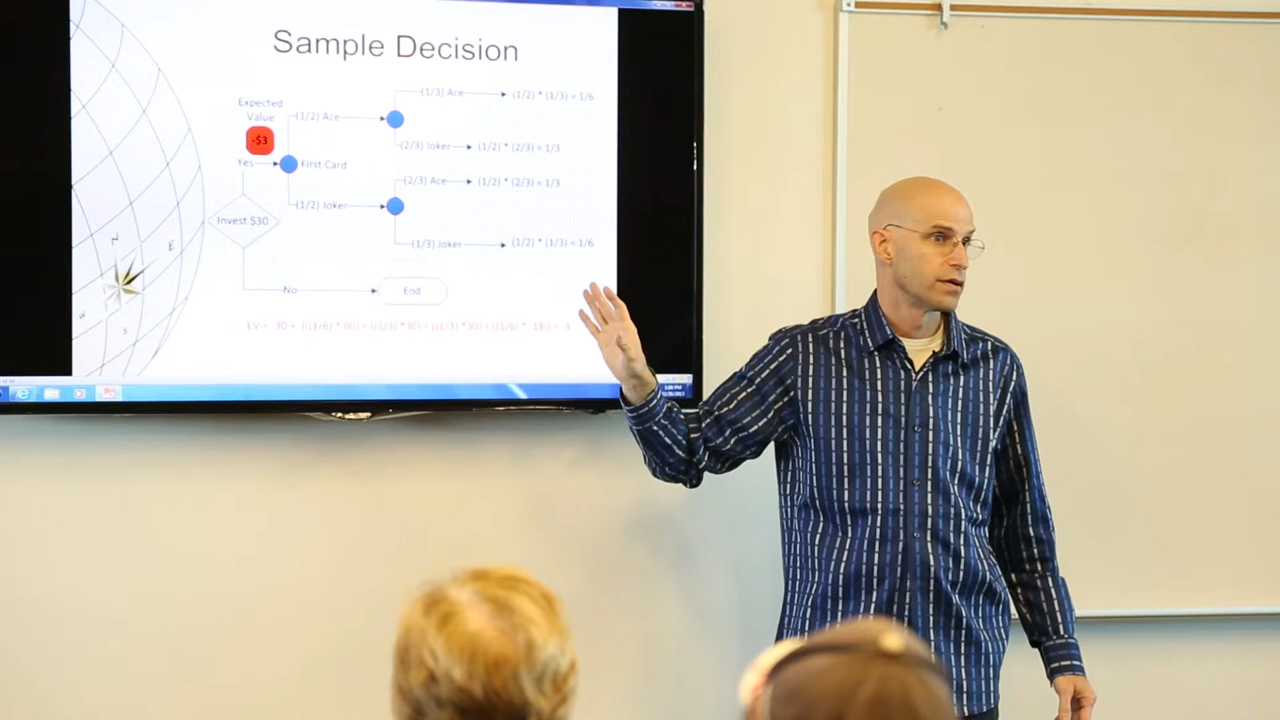 Sample Decision
Expected
Value
-$3
Yes
First Card
(1/2) Ace
(1/3) Ace
(1/2) * (1/3) = 1/6
(2/3) Joker
(1/2) * (2/3) = 1/3
(1/2) Joker
(2/3) Ace
(1/2) * (2/3) = 1/3
(1/3) Joker
(1/2) * (1/3) = 1/6
Invest $30
No
End
N
E
W
S